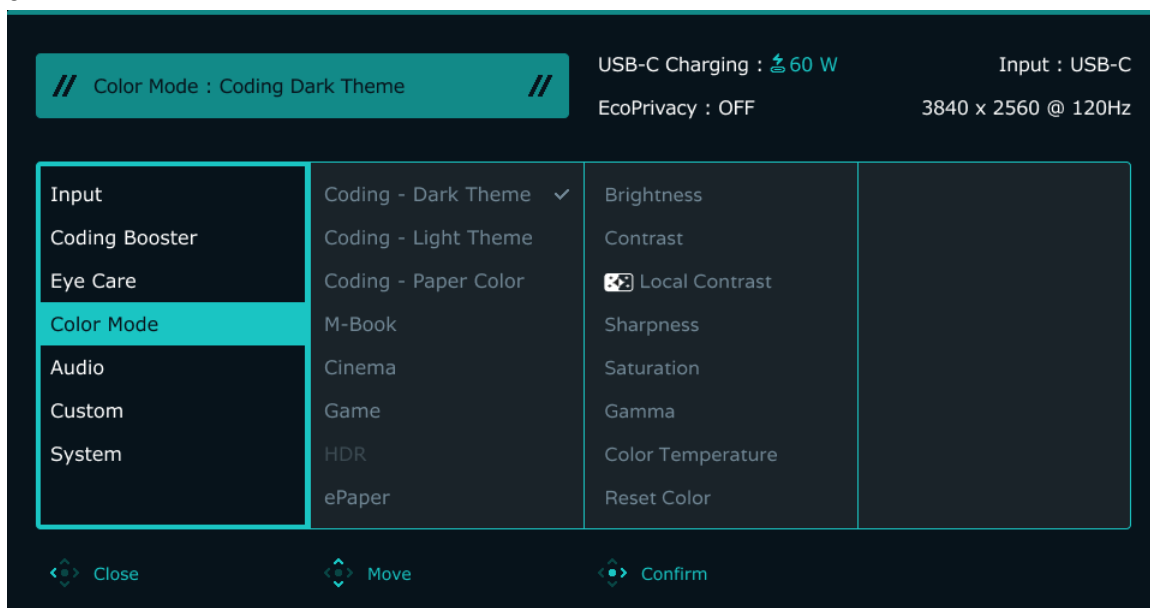 // Color Mode : Coding Dark Theme //
USB-C Charging : 60 W
Input : USB-C
EcoPrivacy : OFF
3840 x 2560 @ 120Hz
Input
Coding Booster
Eye Care
Color Mode
Audio
Custom
System
Coding - Dark Theme
Coding - Light Theme
Coding - Paper Color
M-Book
Cinema
Game
HDR
ePaper
Brightness
Contrast
Local Contrast
Sharpness
Saturation
Gamma
Color Temperature
Reset Color
Close
Move
Confirm